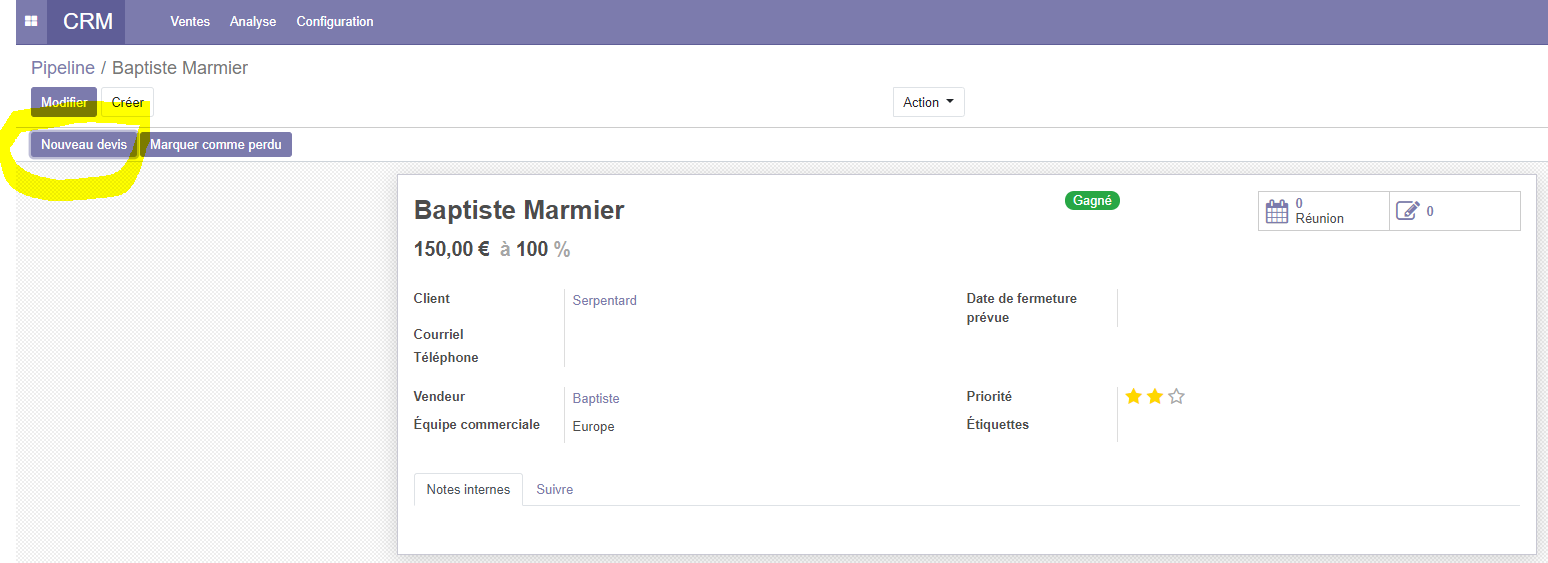 CRM Ventes Analyse Configuration
Pipeline / Baptiste Marmier
Modifier Créer Action
Nouveau devis Marquer comme perdu
Baptiste Marmier Gagné 0 Réunion 0
150,00 € à 100 %
Client Serpentard Date de fermeture prévue
Courriel
Téléphone
Vendeur Baptiste Priorité
Équipe commerciale Europe Étiquettes
Notes internes Suivre